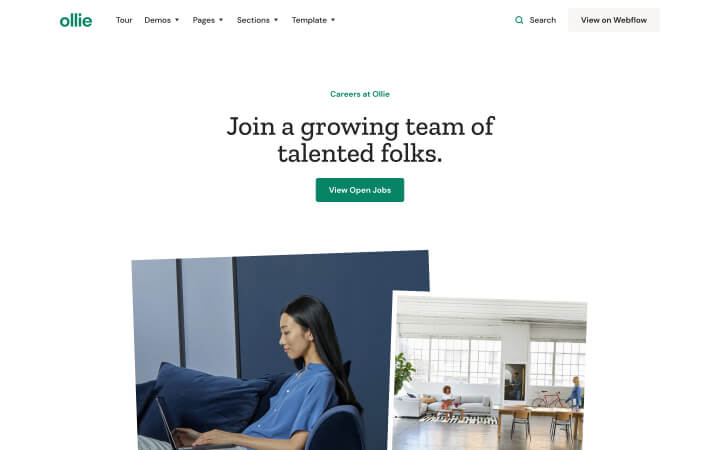 ollie
Tour Demos Pages Sections Template Search View on Webflow
Careers at Ollie
Join a growing team of
talented folks.
View Open Jobs